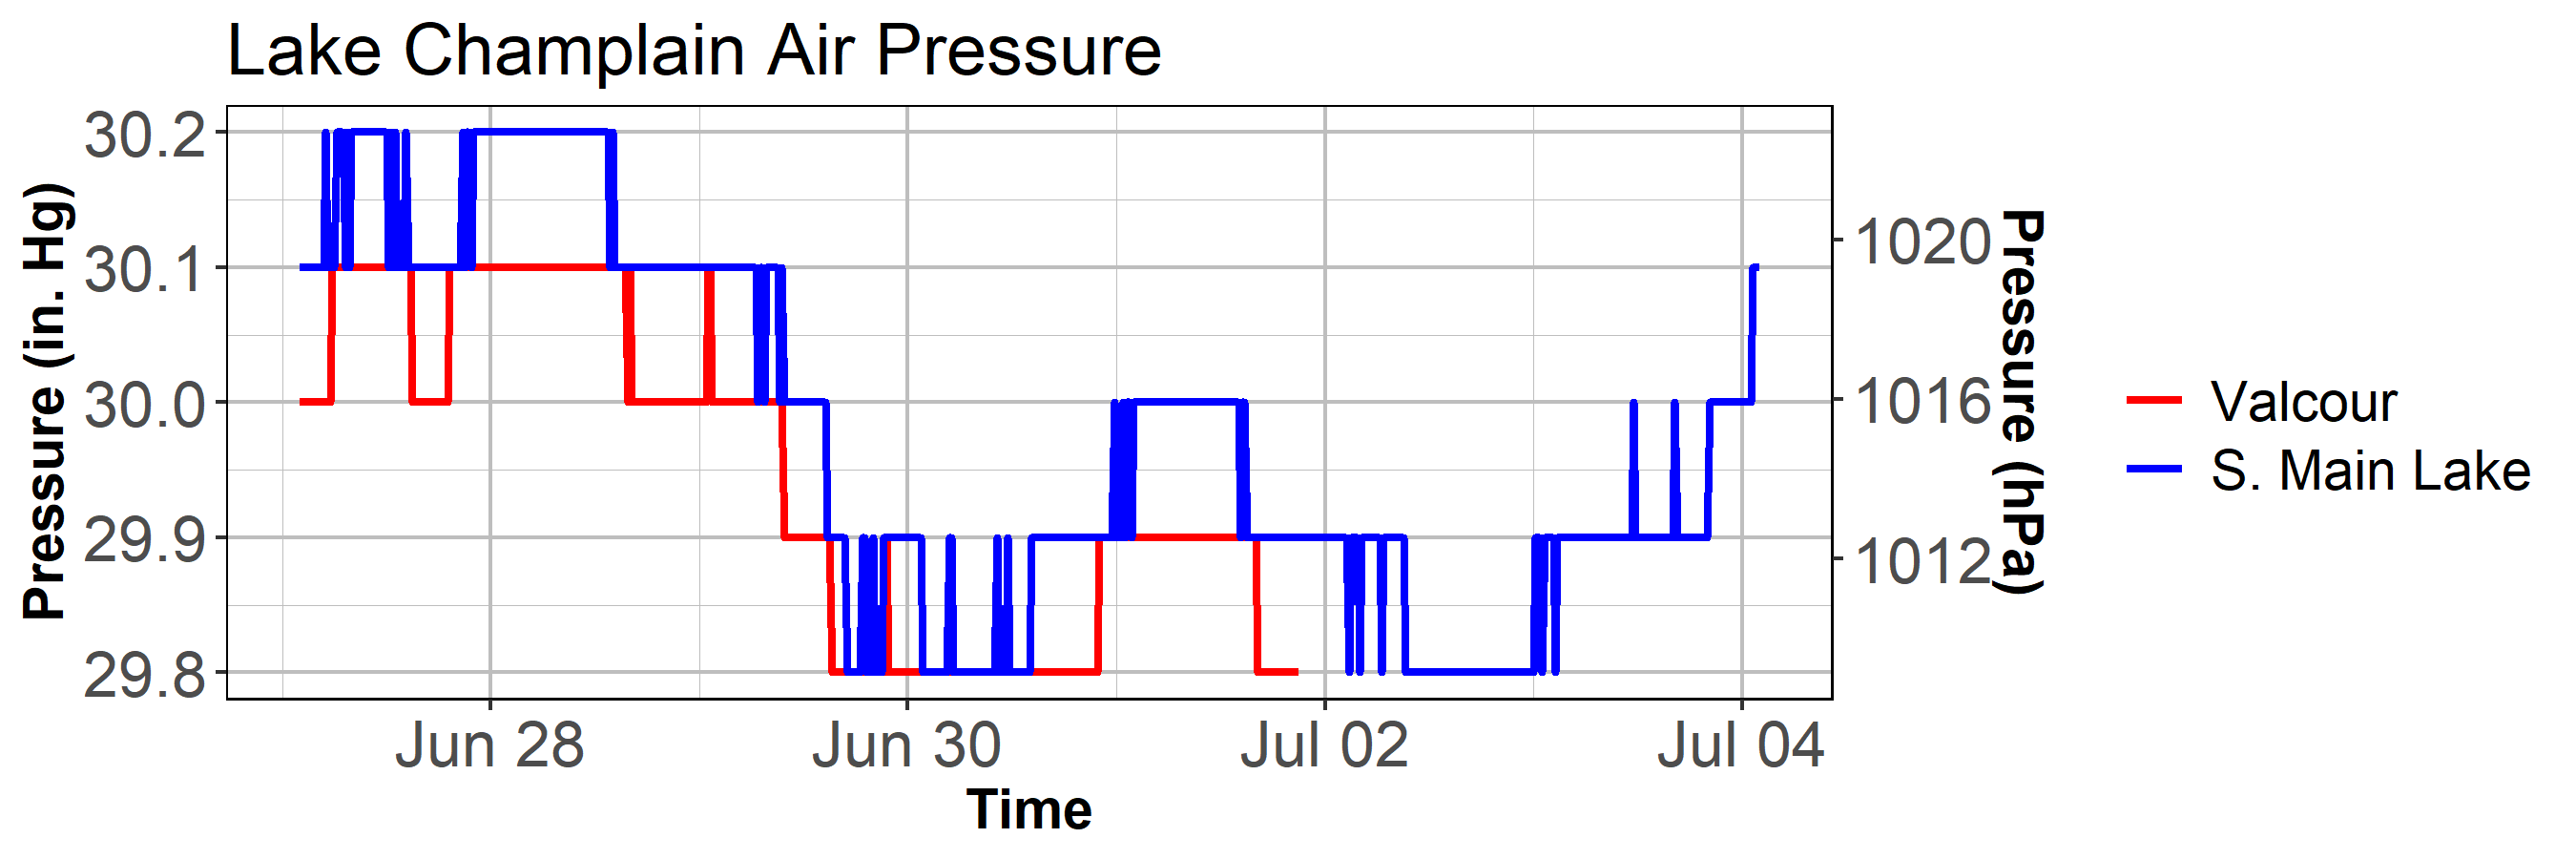 Lake Champlain Air Pressure
Pressure (in. Hg)
30.2
30.1
30.0
29.9
29.8
1020
1016
1012
Pressure (hPa)
Valcour
S. Main Lake
Jun 28
Jun 30
Jul 02
Jul 04
Time